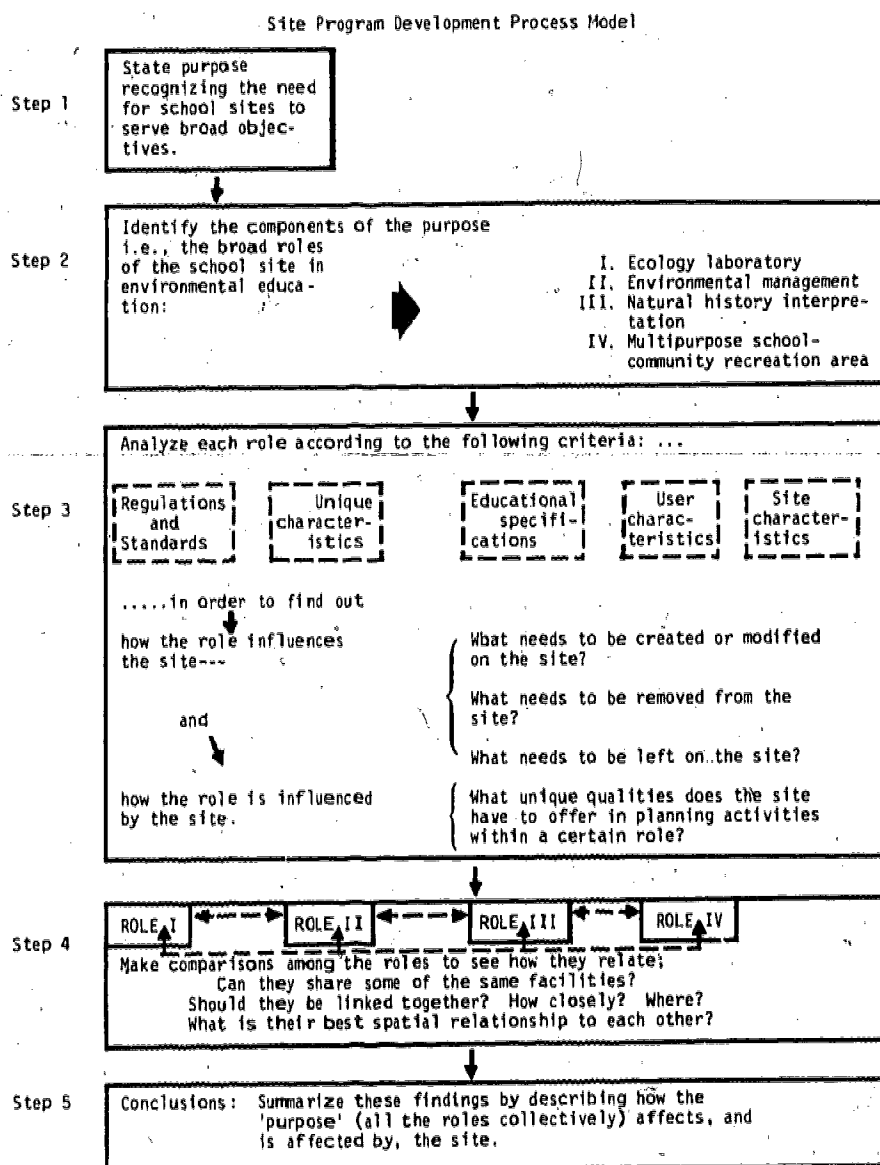 Site Program Development Process Model
Step 1
State purpose
recognizing the need
for school sites to
serve broad objec-
tives.
Step 2
Identify the components of the purpose
i.e., the broad roles
of the school site in
environmental educa-
tion:
I. Ecology laboratory
II. Environmental management
III. Natural history interpre-
tation
IV. Multipurpose school-
community recreation area
Step 3
Analyze each role according to the following criteria: ...
Regulations
and
Standards
Unique
character-
istics
Educational
specifi-
cations
User
charac-
teristics
Site
character-
istics
.....in order to find out
how the role influences
the site---
What needs to be created or modified
on the site?
What needs to be removed from the
site?
and
What needs to be left on the site?
how the role is influenced
by the site.
What unique qualities does the site
have to offer in planning activities
within a certain role?
Step 4
ROLE I
ROLE II
ROLE III
ROLE IV
Make comparisons among the roles to see how they relate;
Can they share some of the same facilities?
Should they be linked together? How closely? Where?
What is their best spatial relationship to each other?
Step 5
Conclusions: Summarize these findings by describing how the
'purpose' (all the roles collectively) affects, and
is affected by, the site.